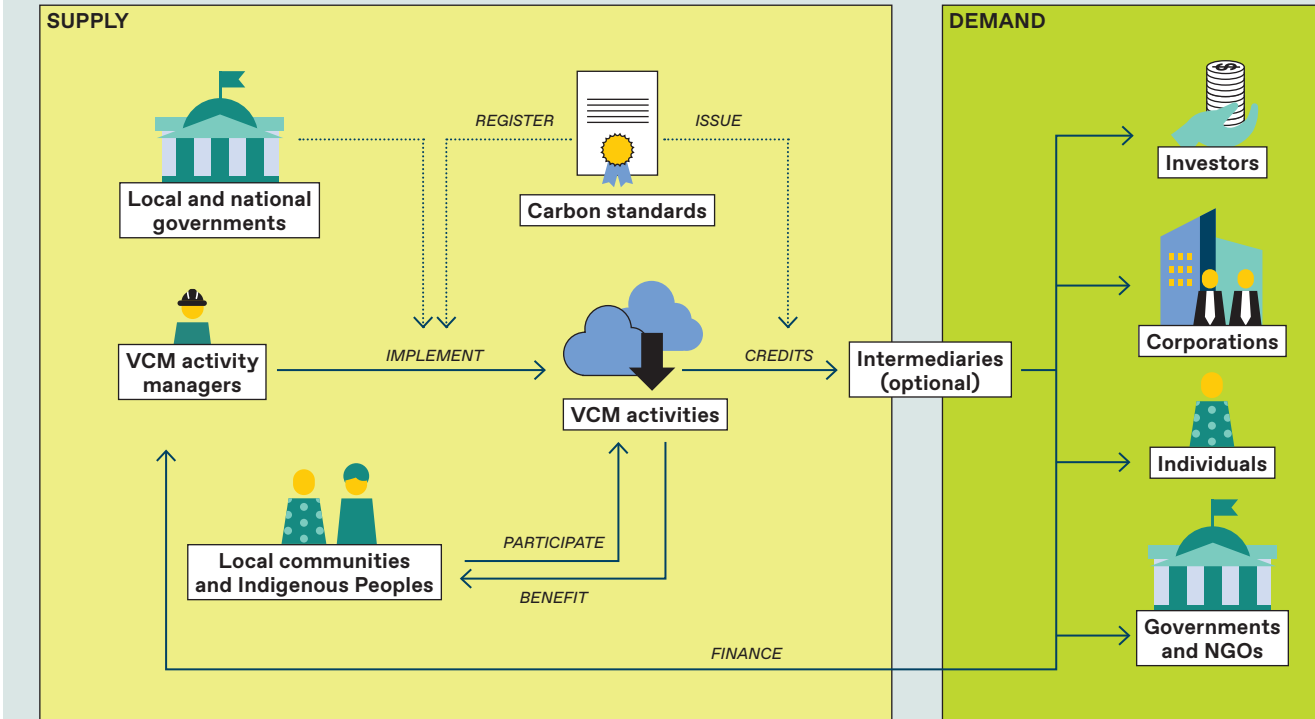 SUPPLY
DEMAND
REGISTER
ISSUE
Investors
Local and national
governments
Carbon standards
Corporations
VCM activity
managers
IMPLEMENT
VCM activities
CREDITS
Intermediaries
(optional)
Individuals
Local communities
and Indigenous Peoples
PARTICIPATE
BENEFIT
Governments
and NGOs
FINANCE
$